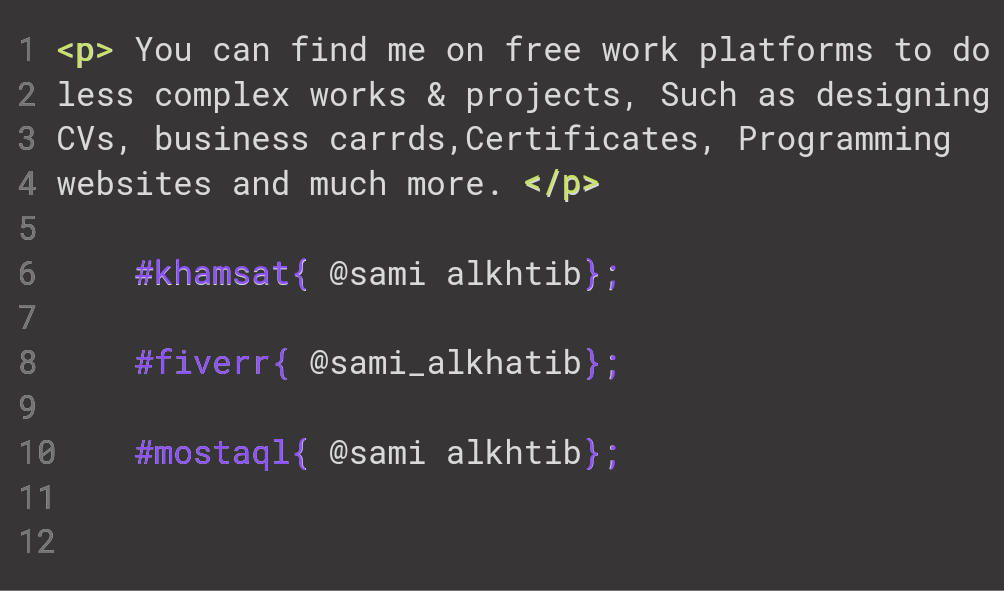 1 <p> You can find me on free work platforms to do
2 less complex works & projects, Such as designing
3 CVs, business carrds,Certificates, Programming
4 websites and much more. </p>
5
6 #khamsat{ @sami alkhtib};
7
8 #fiverr{ @sami_alkhatib};
9
10 #mostaql{ @sami alkhtib};
11
12